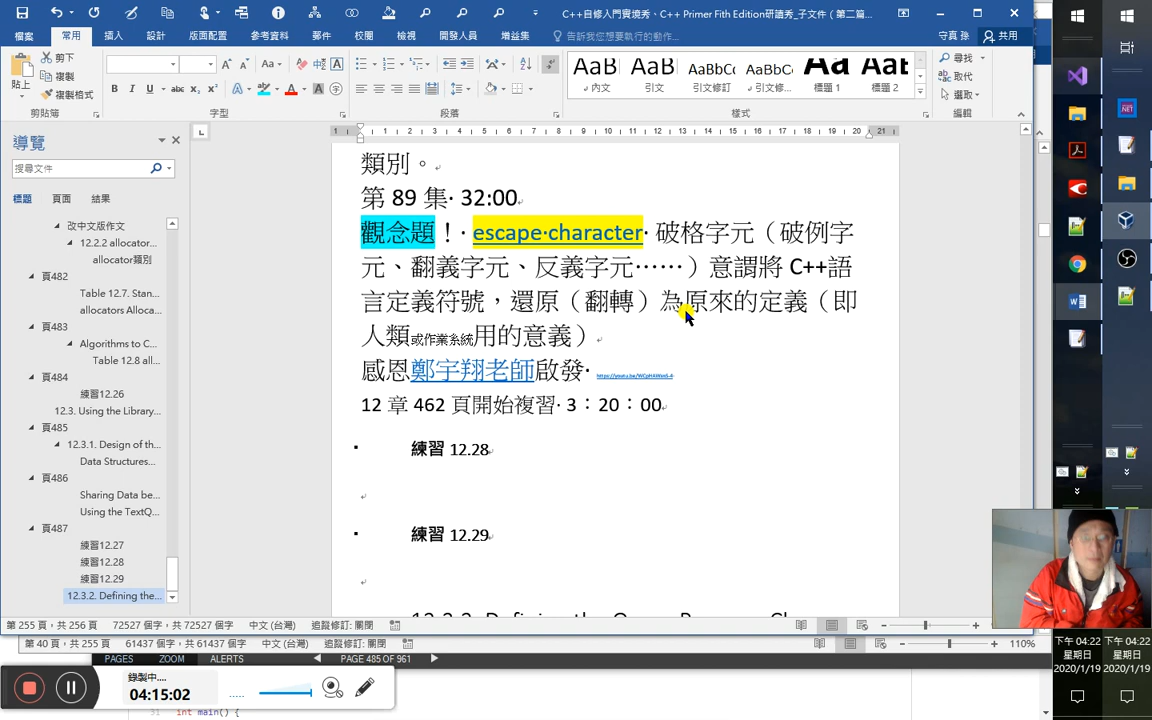 C++自修入門實境秀、C++ Primer Fith Edition研讀秀_子文件（第二篇...
檔案 常用 插入 設計 版面配置 參考資料 郵件 校閱 檢視 開發人員 增益集 告訴我您想要執行的動作... 守真 孫 共用
貼上 剪下 複製 複製格式
剪貼簿 字型 段落 樣式 編輯
AaB AaB AaBbCc AaBbC AaB AaB
內文 引文 引文修訂 引文修... 標題 1 標題 2
尋找 取代 選取
導覽
搜尋文件
標題 頁面 結果
改中文版作文
12.2.2 allocator...
allocator類別
頁482
Table 12.7. Stan...
allocators Alloca...
頁483
Algorithms to C...
Table 12.8 all...
頁484
練習12.26
12.3. Using the Library...
頁485
12.3.1. Design of th...
Data Structures...
頁486
Sharing Data be...
Using the TextQ...
頁487
練習12.27
練習12.28
練習12.29
12.3.2. Defining the...
類別。
第 89 集· 32:00
觀念題！· escape·character· 破格字元（破例字
元、翻義字元、反義字元……）意謂將 C++語
言定義符號，還原（翻轉）為原來的定義（即
人類或作業系統用的意義）
感恩鄭宇翔老師啟發·
12 章 462 頁開始複習· 3：20：00
練習 12.28
練習 12.29
第 255 頁，共 256 頁 72527 個字，共 72527 個字 中文 (台灣) 追蹤修訂: 關閉
第 40 頁，共 255 頁 61437 個字，共 61437 個字 中文 (台灣) 追蹤修訂: 關閉 110%
PAGES ZOOM ALERTS PAGE 485 OF 961
錄製中....
04:15:02
31 int main() {
下午 04:22 下午 04:22
星期日 星期日
2020/1/19 2020/1/19